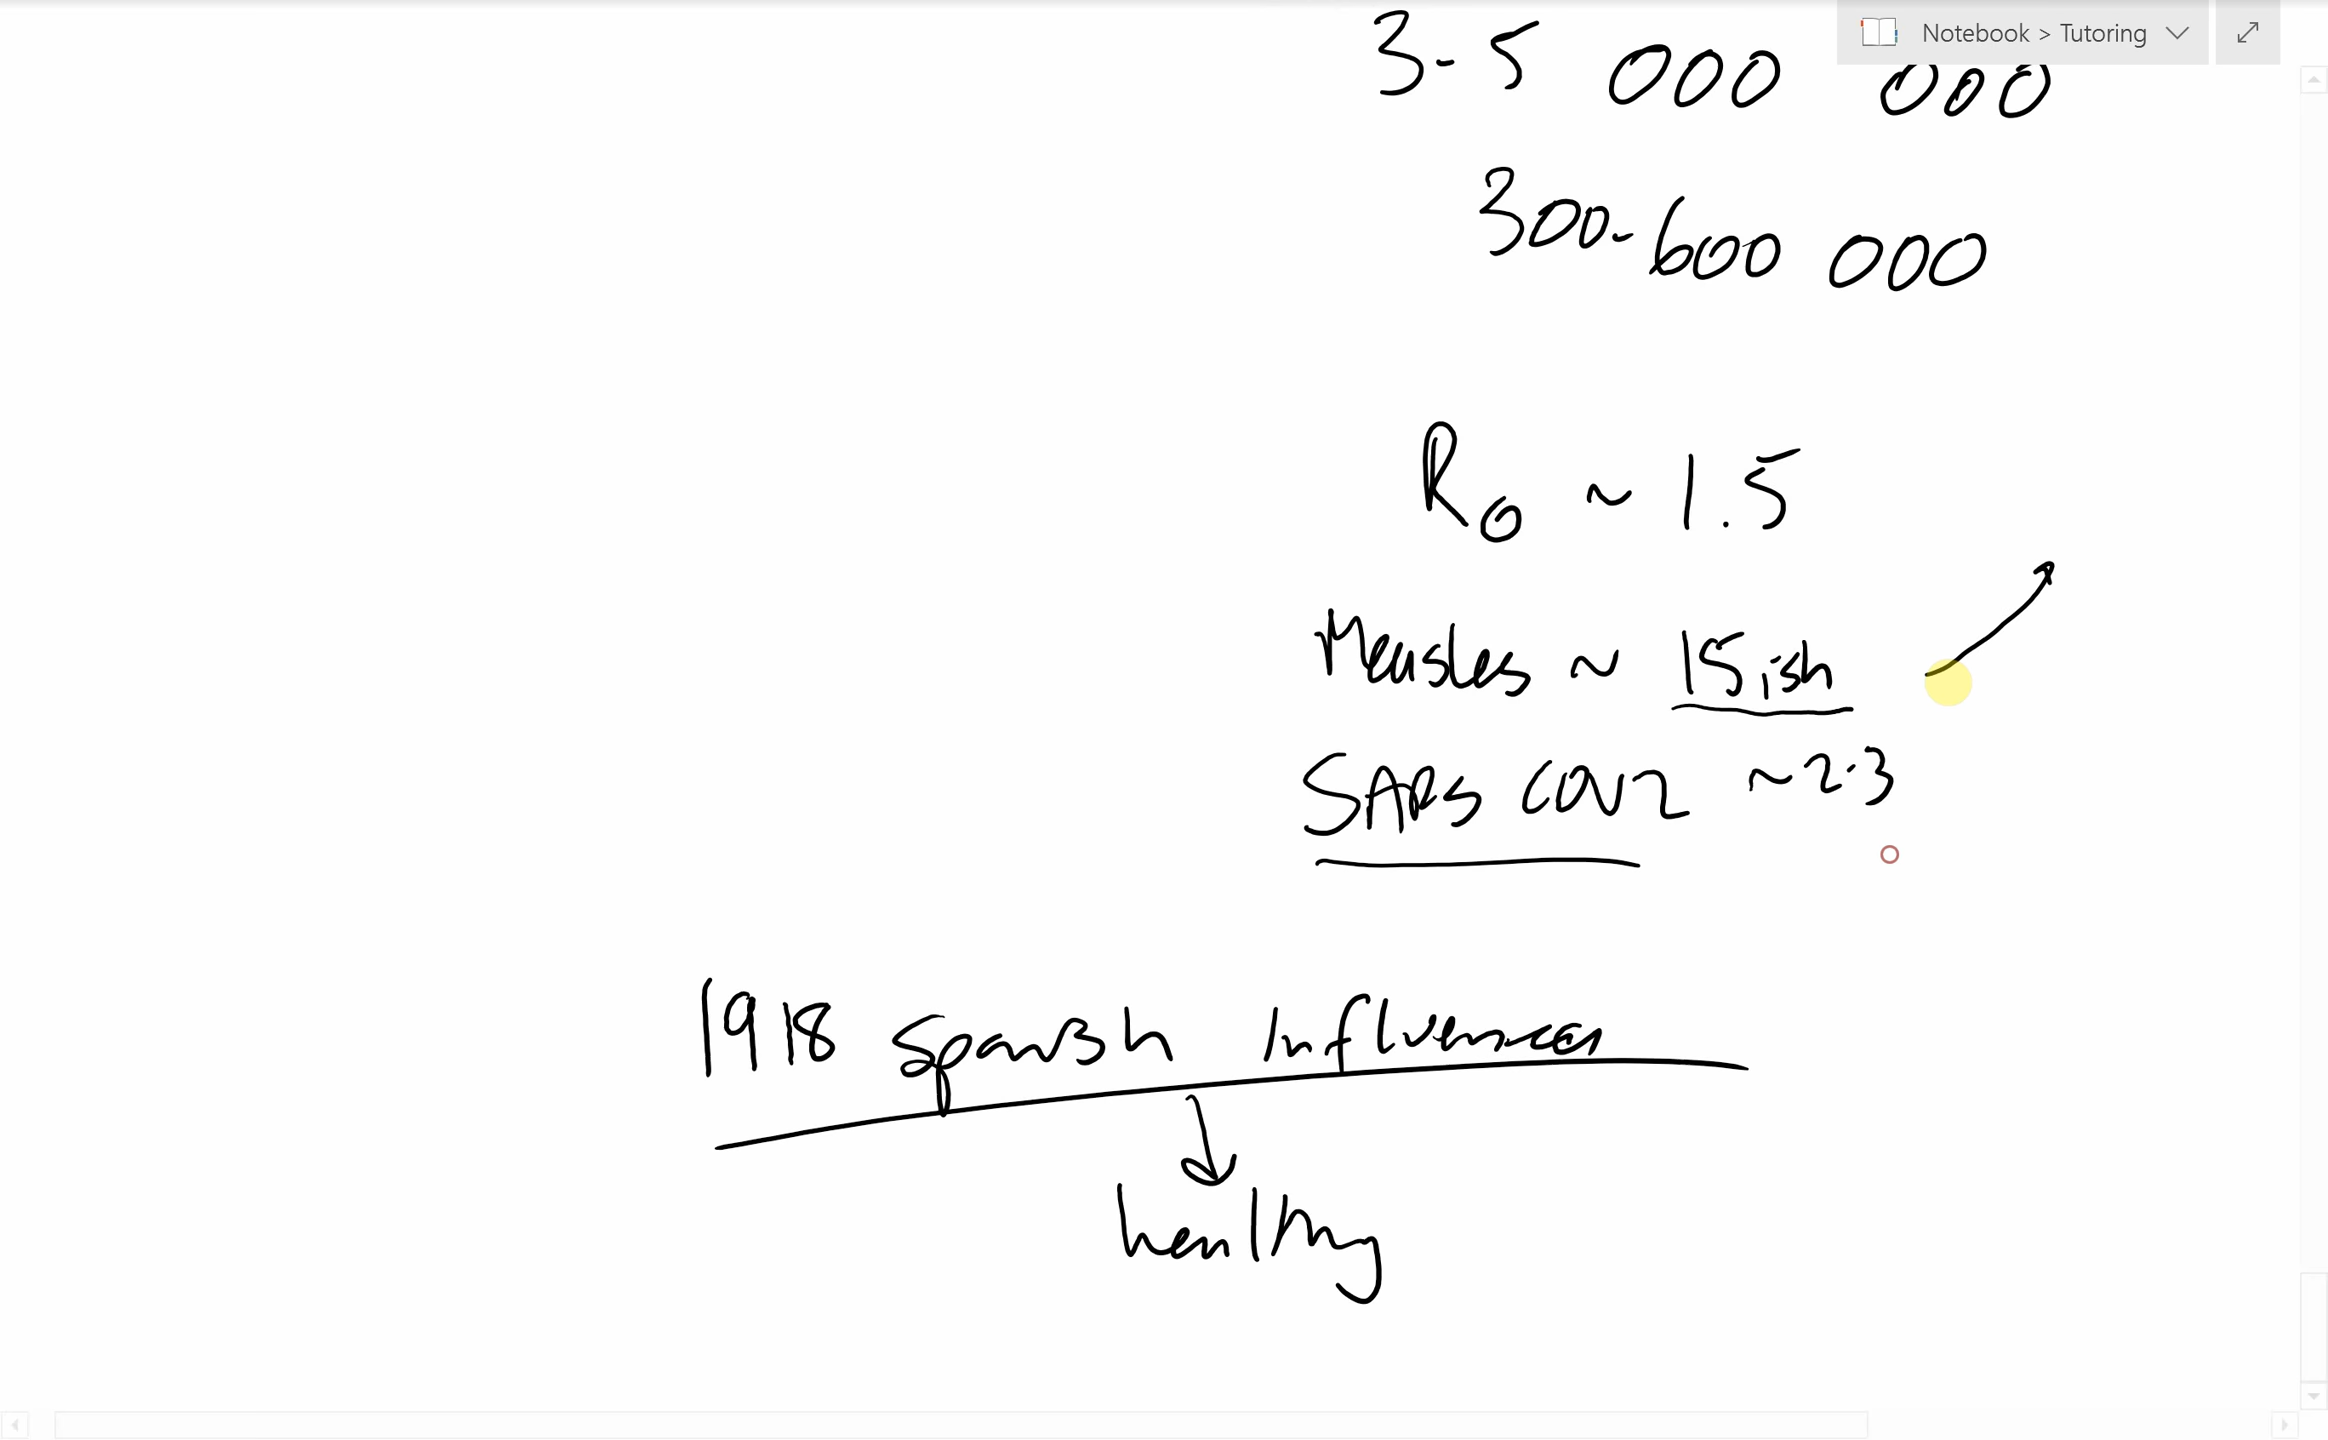 Notebook > Tutoring
3-5 000 000
300-600 000
R0 ~ 1.5
Measles ~ 15ish
SARS COV2 ~2-3
1918 Spanish Influenza
healthy